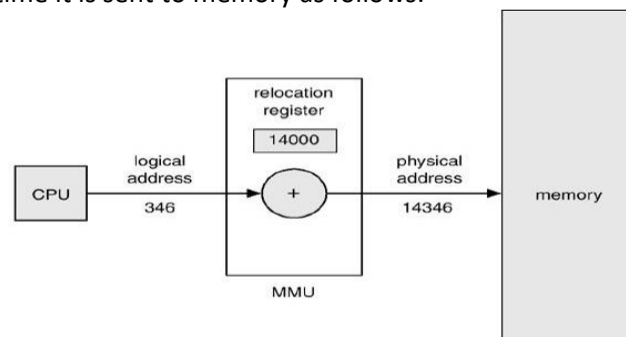 time it is sent to memory as follows:
relocation
register
14000
logical
address
346
CPU
+
MMU
physical
address
14346
memory